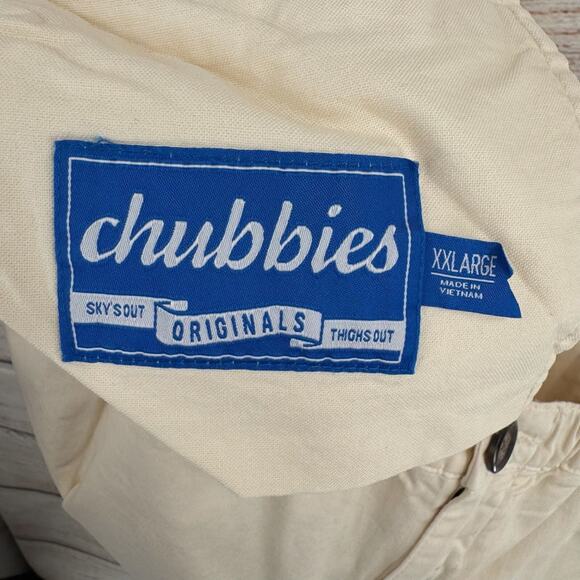 chubbies
SKY'S OUT
ORIGINALS
THIGHS OUT
XXLARGE
MADE IN
VIETNAM